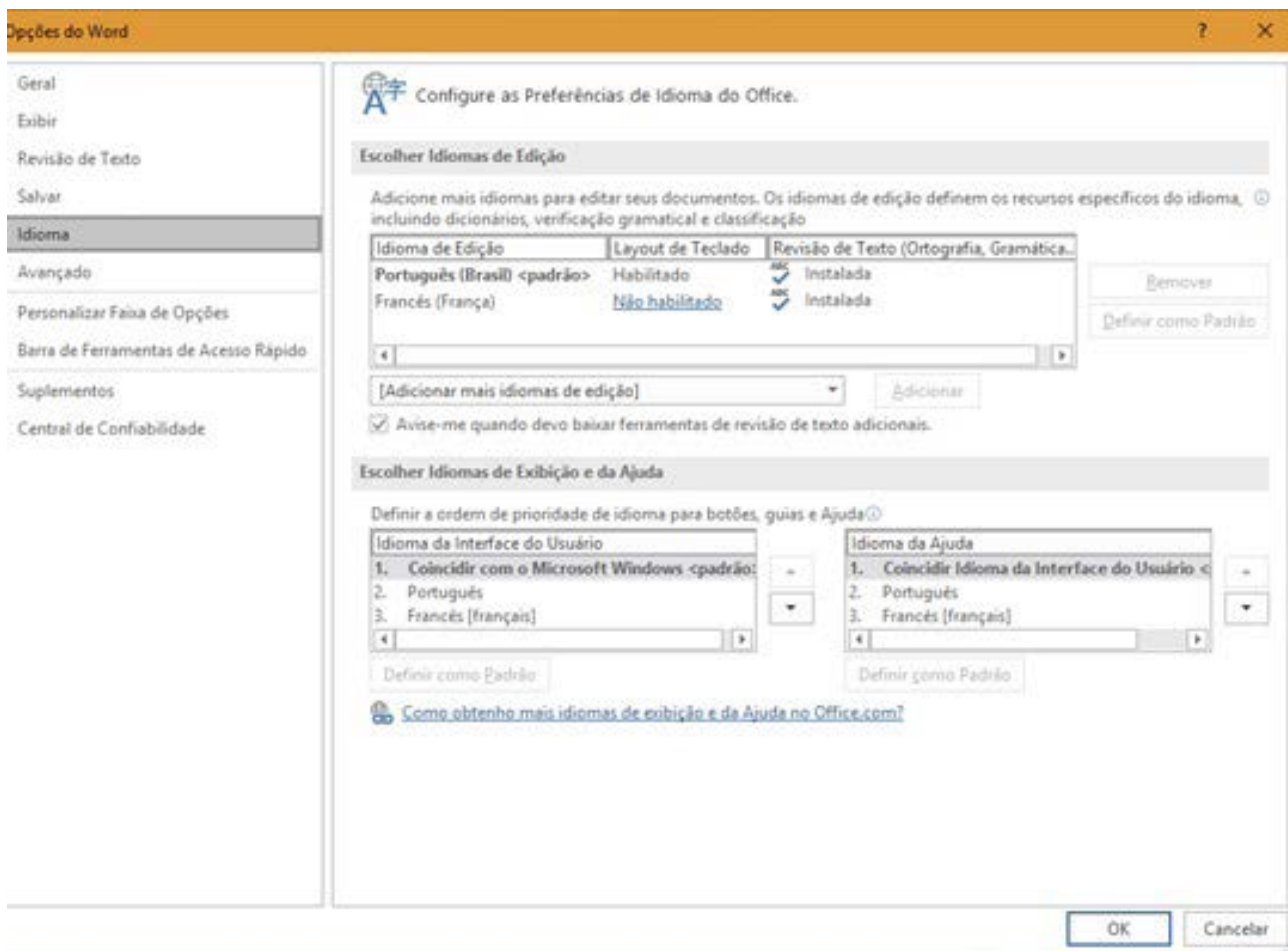 Opções do Word
?
Geral
Exibir
Revisão de Texto
Salvar
Idioma
Avançado
Personalizar Faixa de Opções
Barra de Ferramentas de Acesso Rápido
Suplementos
Central de Confiabilidade
A字 Configure as Preferências de Idioma do Office.
Escolher Idiomas de Edição
Adicione mais idiomas para editar seus documentos. Os idiomas de edição definem os recursos específicos do idioma,
incluindo dicionários, verificação gramatical e classificação
Idioma de Edição Layout de Teclado Revisão de Texto (Ortografia, Gramática...
Português (Brasil) <padrão> Habilitado ABC Instalada
Francês (França) Não habilitado ABC Instalada
Remover
Definir como Padrão
[Adicionar mais idiomas de edição] Adicionar
Avise-me quando devo baixar ferramentas de revisão de texto adicionais.
Escolher Idiomas de Exibição e da Ajuda
Definir a ordem de prioridade de idioma para botões, guias e Ajuda
Idioma da Interface do Usuário
1. Coincidir com o Microsoft Windows <padrão>
2. Português
3. Francês [français]
Definir como Padrão
Idioma da Ajuda
1. Coincidir Idioma da Interface do Usuário <
2. Português
3. Francês [français]
Definir como Padrão
Como obtenho mais idiomas de exibição e da Ajuda no Office.com?
OK Cancelar